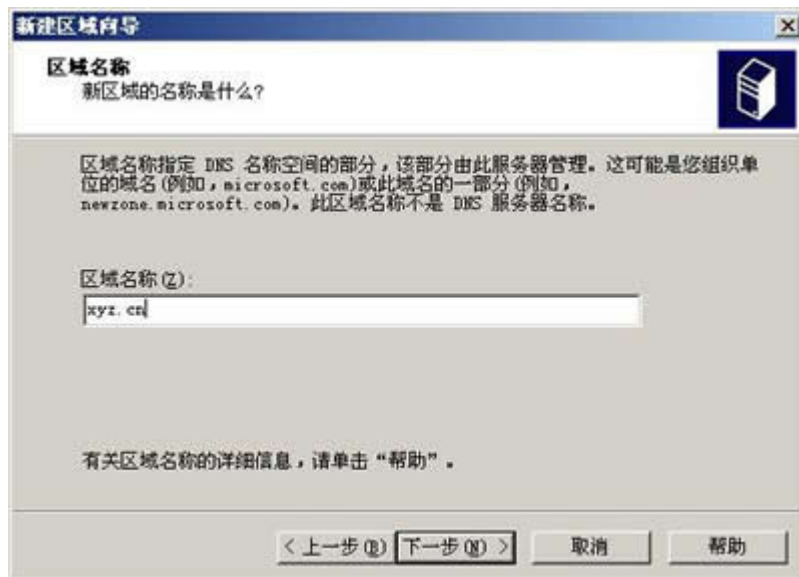 新建区域向导
区域名称
新区域的名称是什么?
区域名称指定 DNS 名称空间的部分，该部分由此服务器管理。这可能是您组织单
位的域名(例如，microsoft.com)或此域名的一部分(例如，
newzone.microsoft.com)。此区域名称不是 DNS 服务器名称。
区域名称(Z):
xyz.cn
有关区域名称的详细信息，请单击“帮助”。
< 上一步(B) 下一步(N) > 取消 帮助